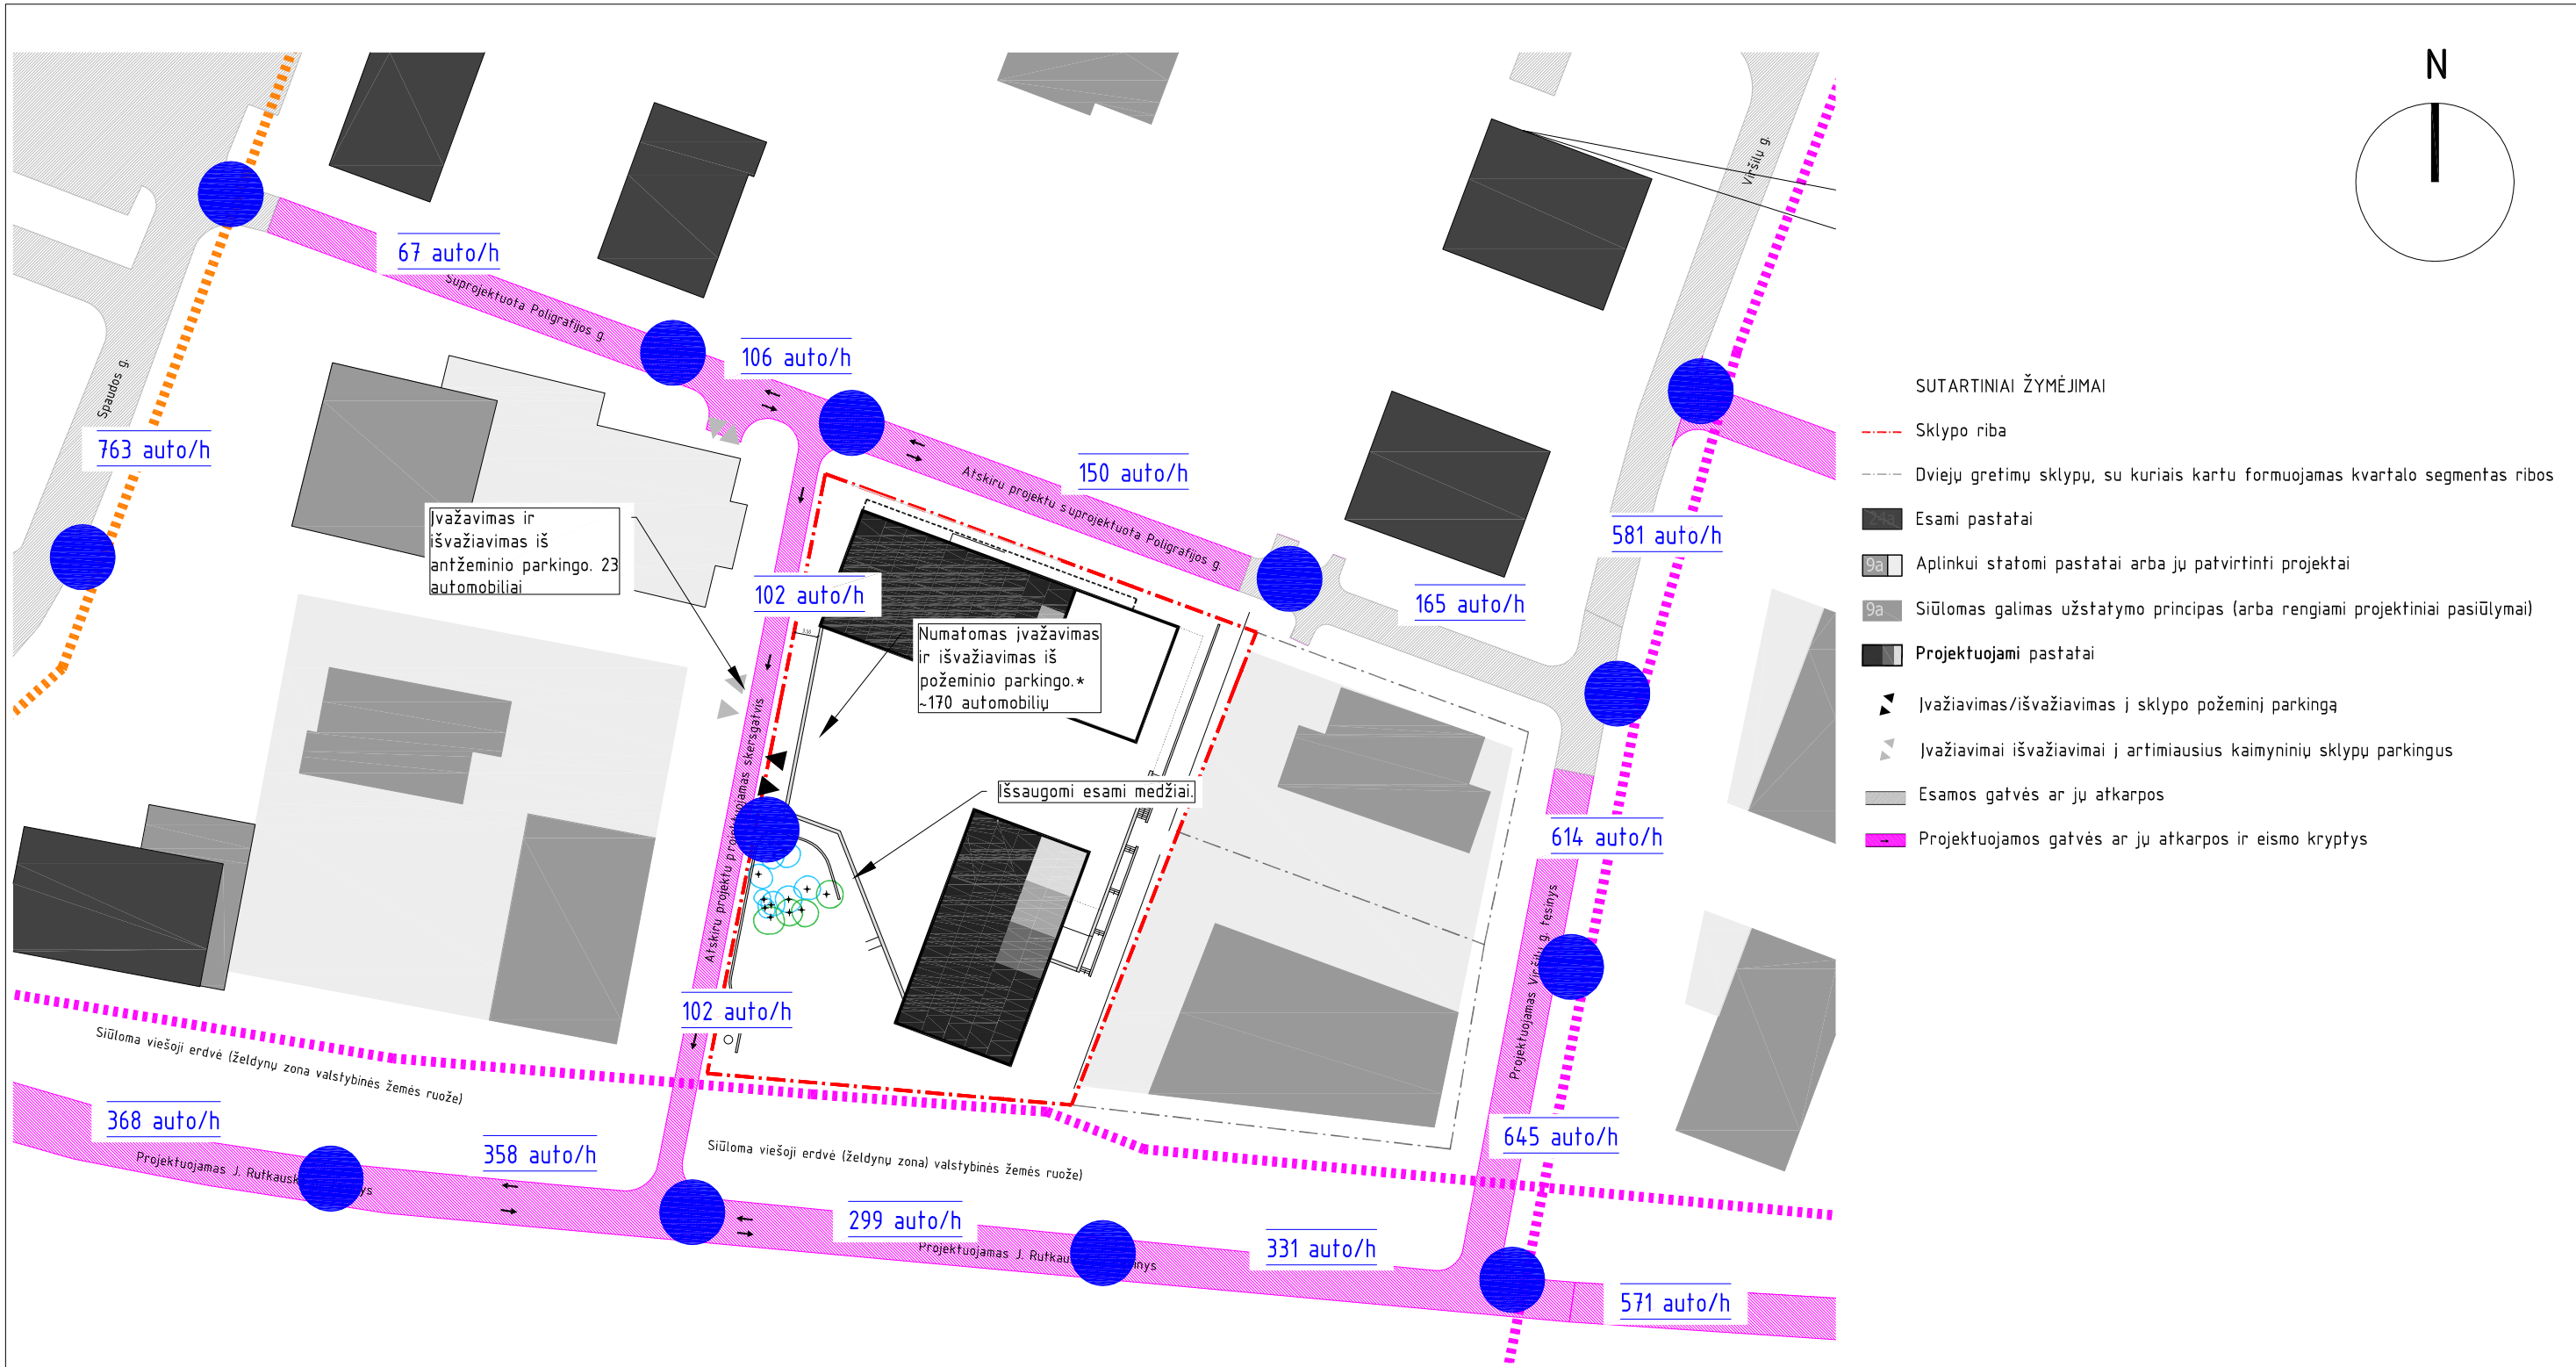 N
Viršilų g.
67 auto/h
Suprojektuota Poligrafijos g.
106 auto/h
Spaudos g.
763 auto/h
150 auto/h
Atskiru projektu suprojektuota Poligrafijos g.
581 auto/h
165 auto/h
Įvažavimas ir
išvažiavimas iš
antžeminio parkingo. 23
automobiliai
102 auto/h
Numatomas įvažavimas
ir išvažiavimas iš
požeminio parkingo.*
~170 automobilių
Išsaugomi esami medžiai.
Atskiru projektu projektuojamas skersgatvis
614 auto/h
Projektuojamas Viršilų g. tęsinys
102 auto/h
Siūloma viešoji erdvė (želdynų zona valstybinės žemės ruože)
368 auto/h
358 auto/h
645 auto/h
Siūloma viešoji erdvė (želdynų zona) valstybinės žemės ruože)
Projektuojamas J.
299 auto/h
Projektuojamas J.
331 auto/h
571 auto/h
SUTARTINIAI ŽYMĖJIMAI
Sklypo riba
Dviejų gretimų sklypų, su kuriais kartu formuojamas kvartalo segmentas ribos
24a Esami pastatai
9a Aplinkui statomi pastatai arba jų patvirtinti projektai
9a Siūlomas galimas užstatymo principas (arba rengiami projektiniai pasiūlymai)
Projektuojami pastatai
Įvažiavimas/išvažiavimas į sklypo požeminį parkingą
Įvažiavimai išvažiavimai į artimiausius kaimyninių sklypų parkingus
Esamos gatvės ar jų atkarpos
Projektuojamos gatvės ar jų atkarpos ir eismo kryptys